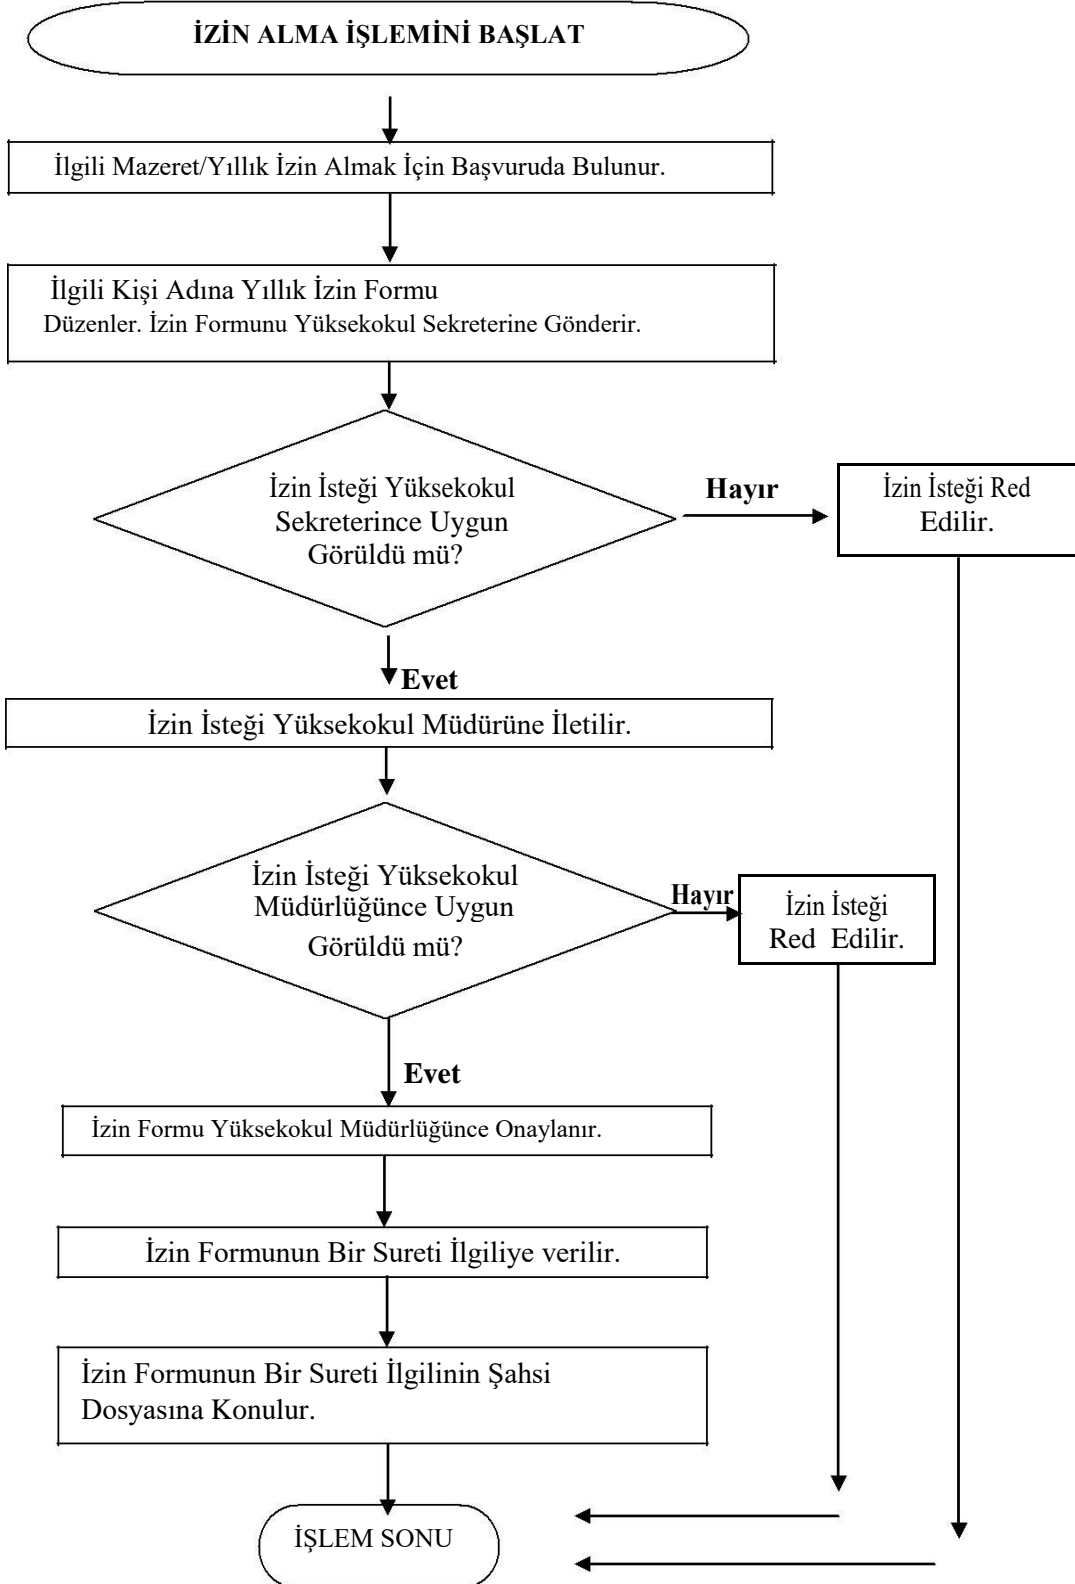 İZİN ALMA İŞLEMİNİ BAŞLAT
İlgili Mazeret/Yıllık İzin Almak İçin Başvuruda Bulunur.
İlgili Kişi Adına Yıllık İzin Formu
Düzenler. İzin Formunu Yüksekokul Sekreterine Gönderir.
İzin İsteği Yüksekokul
Sekreterince Uygun
Görüldü mü?
Hayır
İzin İsteği Red
Edilir.
Evet
İzin İsteği Yüksekokul Müdürüne İletilir.
İzin İsteği Yüksekokul
Müdürlüğünce Uygun
Görüldü mü?
Hayır
İzin İsteği
Red Edilir.
Evet
İzin Formu Yüksekokul Müdürlüğünce Onaylanır.
İzin Formunun Bir Sureti İlgiliye verilir.
İzin Formunun Bir Sureti İlgilinin Şahsi
Dosyasına Konulur.
İŞLEM SONU